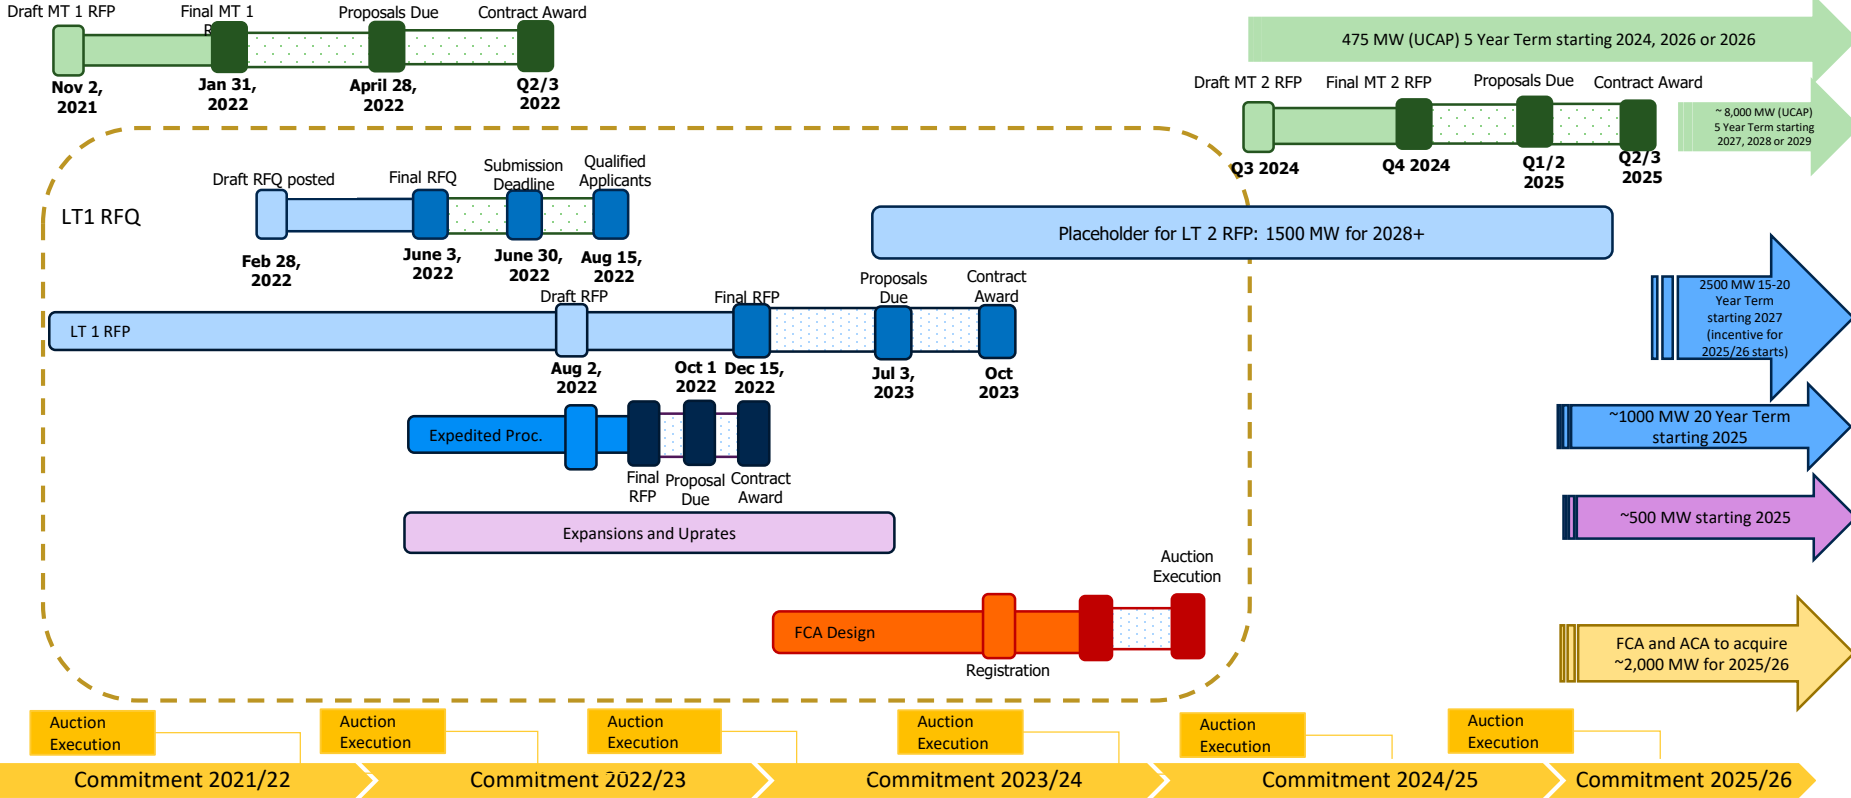 Draft MT 1 RFP
Final MT 1
Proposals Due
Contract Award
Nov 2,
2021
Jan 31,
2022
April 28,
2022
Q2/3
2022
475 MW (UCAP) 5 Year Term starting 2024, 2026 or 2026
Draft MT 2 RFP
Final MT 2 RFP
Proposals Due
Contract Award
Q3 2024
Q4 2024
Q1/2
2025
Q2/3
2025
~ 8,000 MW (UCAP)
5 Year Term starting
2027, 2028 or 2029
LT1 RFQ
Draft RFQ posted
Final RFQ
Submission
Deadline
Qualified
Applicants
Feb 28,
2022
June 3,
2022
June 30,
2022
Aug 15,
2022
Placeholder for LT 2 RFP: 1500 MW for 2028+
LT 1 RFP
Draft RFP
Final RFP
Proposals
Due
Contract
Award
Aug 2,
2022
Oct 1
2022
Dec 15,
2022
Jul 3,
2023
Oct
2023
2500 MW 15-20
Year Term
starting 2027
(incentive for
2025/26 starts)
Expedited Proc.
Final
RFP
Proposal
Due
Contract
Award
~1000 MW 20 Year Term
starting 2025
Expansions and Uprates
~500 MW starting 2025
FCA Design
Registration
Auction
Execution
FCA and ACA to acquire
~2,000 MW for 2025/26
Auction
Execution
Auction
Execution
Auction
Execution
Auction
Execution
Auction
Execution
Auction
Execution
Commitment 2021/22
Commitment 2022/23
Commitment 2023/24
Commitment 2024/25
Commitment 2025/26